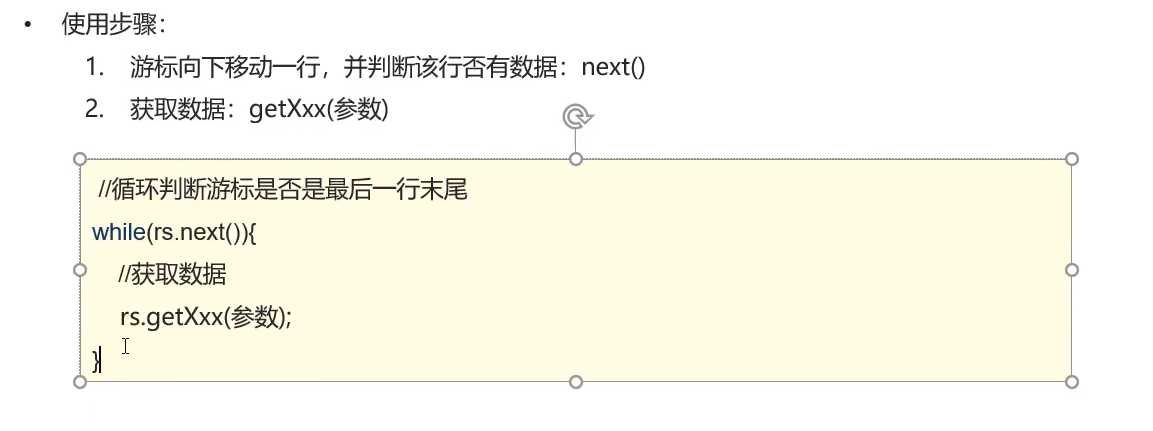 • 使用步骤：
1. 游标向下移动一行，并判断该行否有数据：next()
2. 获取数据：getXxx(参数)
//循环判断游标是否是最后一行末尾
while(rs.next()){
//获取数据
rs.getXxx(参数);
}